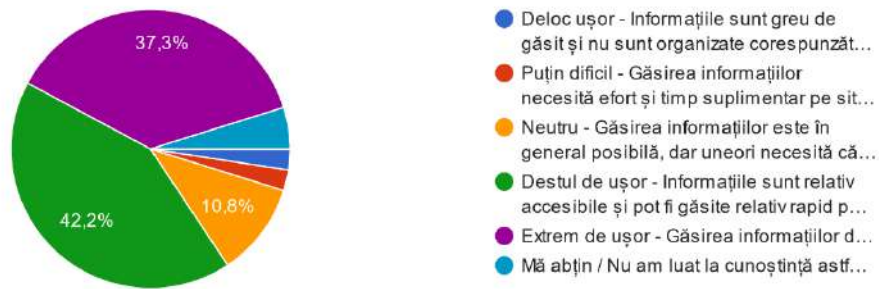 37,3%
42,2%
10,8%
Deloc ușor - Informațiile sunt greu de
găsit și nu sunt organizate corespunzăt...
Puțin dificil - Găsirea informațiilor
necesită efort și timp suplimentar pe sit...
Neutru - Găsirea informațiilor este în
general posibilă, dar uneori necesită că...
Destul de ușor - Informațiile sunt relativ
accesibile și pot fi găsite relativ rapid p...
Extrem de ușor - Găsirea informațiilor d...
Mă abțin / Nu am luat la cunoștință astf...